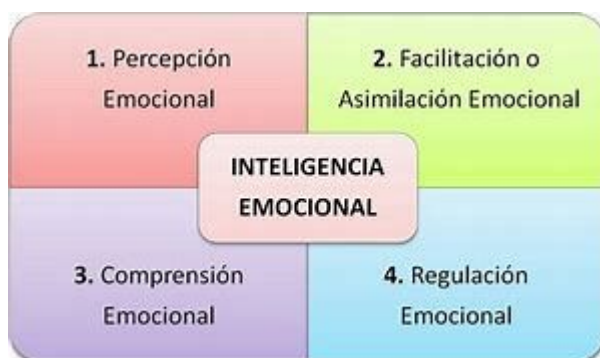 1. Percepción
Emocional
2. Facilitación o
Asimilación Emocional
INTELIGENCIA
EMOCIONAL
3. Comprensión
Emocional
4. Regulación
Emocional